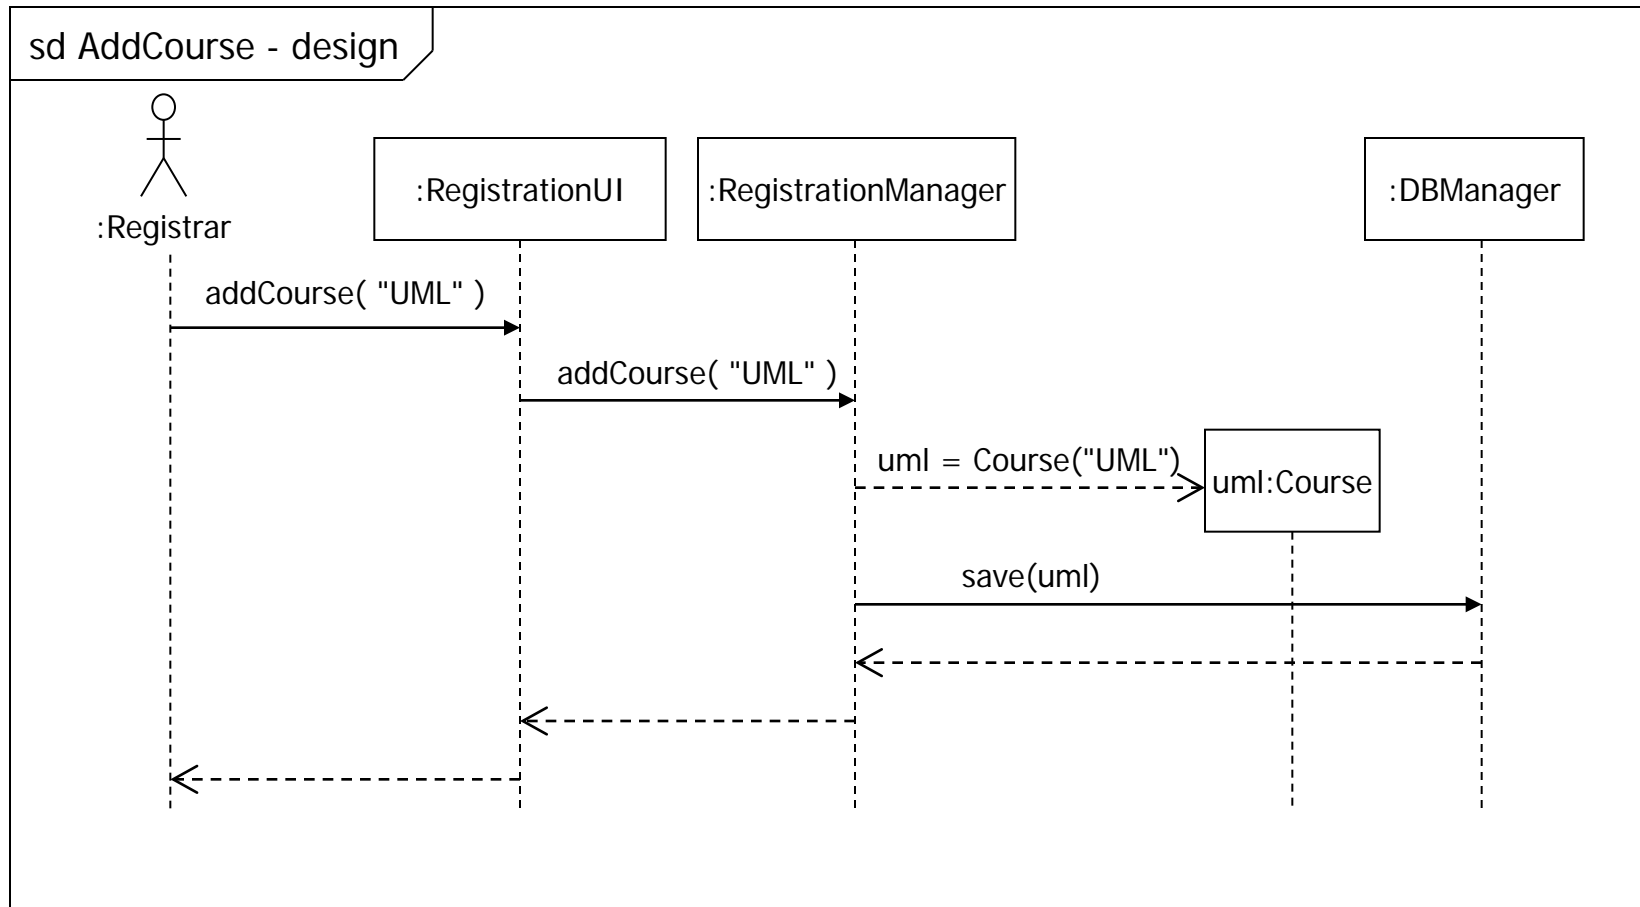 sd AddCourse - design
:Registrar
:RegistrationUI
:RegistrationManager
:DBManager
addCourse( "UML" )
addCourse( "UML" )
uml = Course("UML")
uml:Course
save(uml)